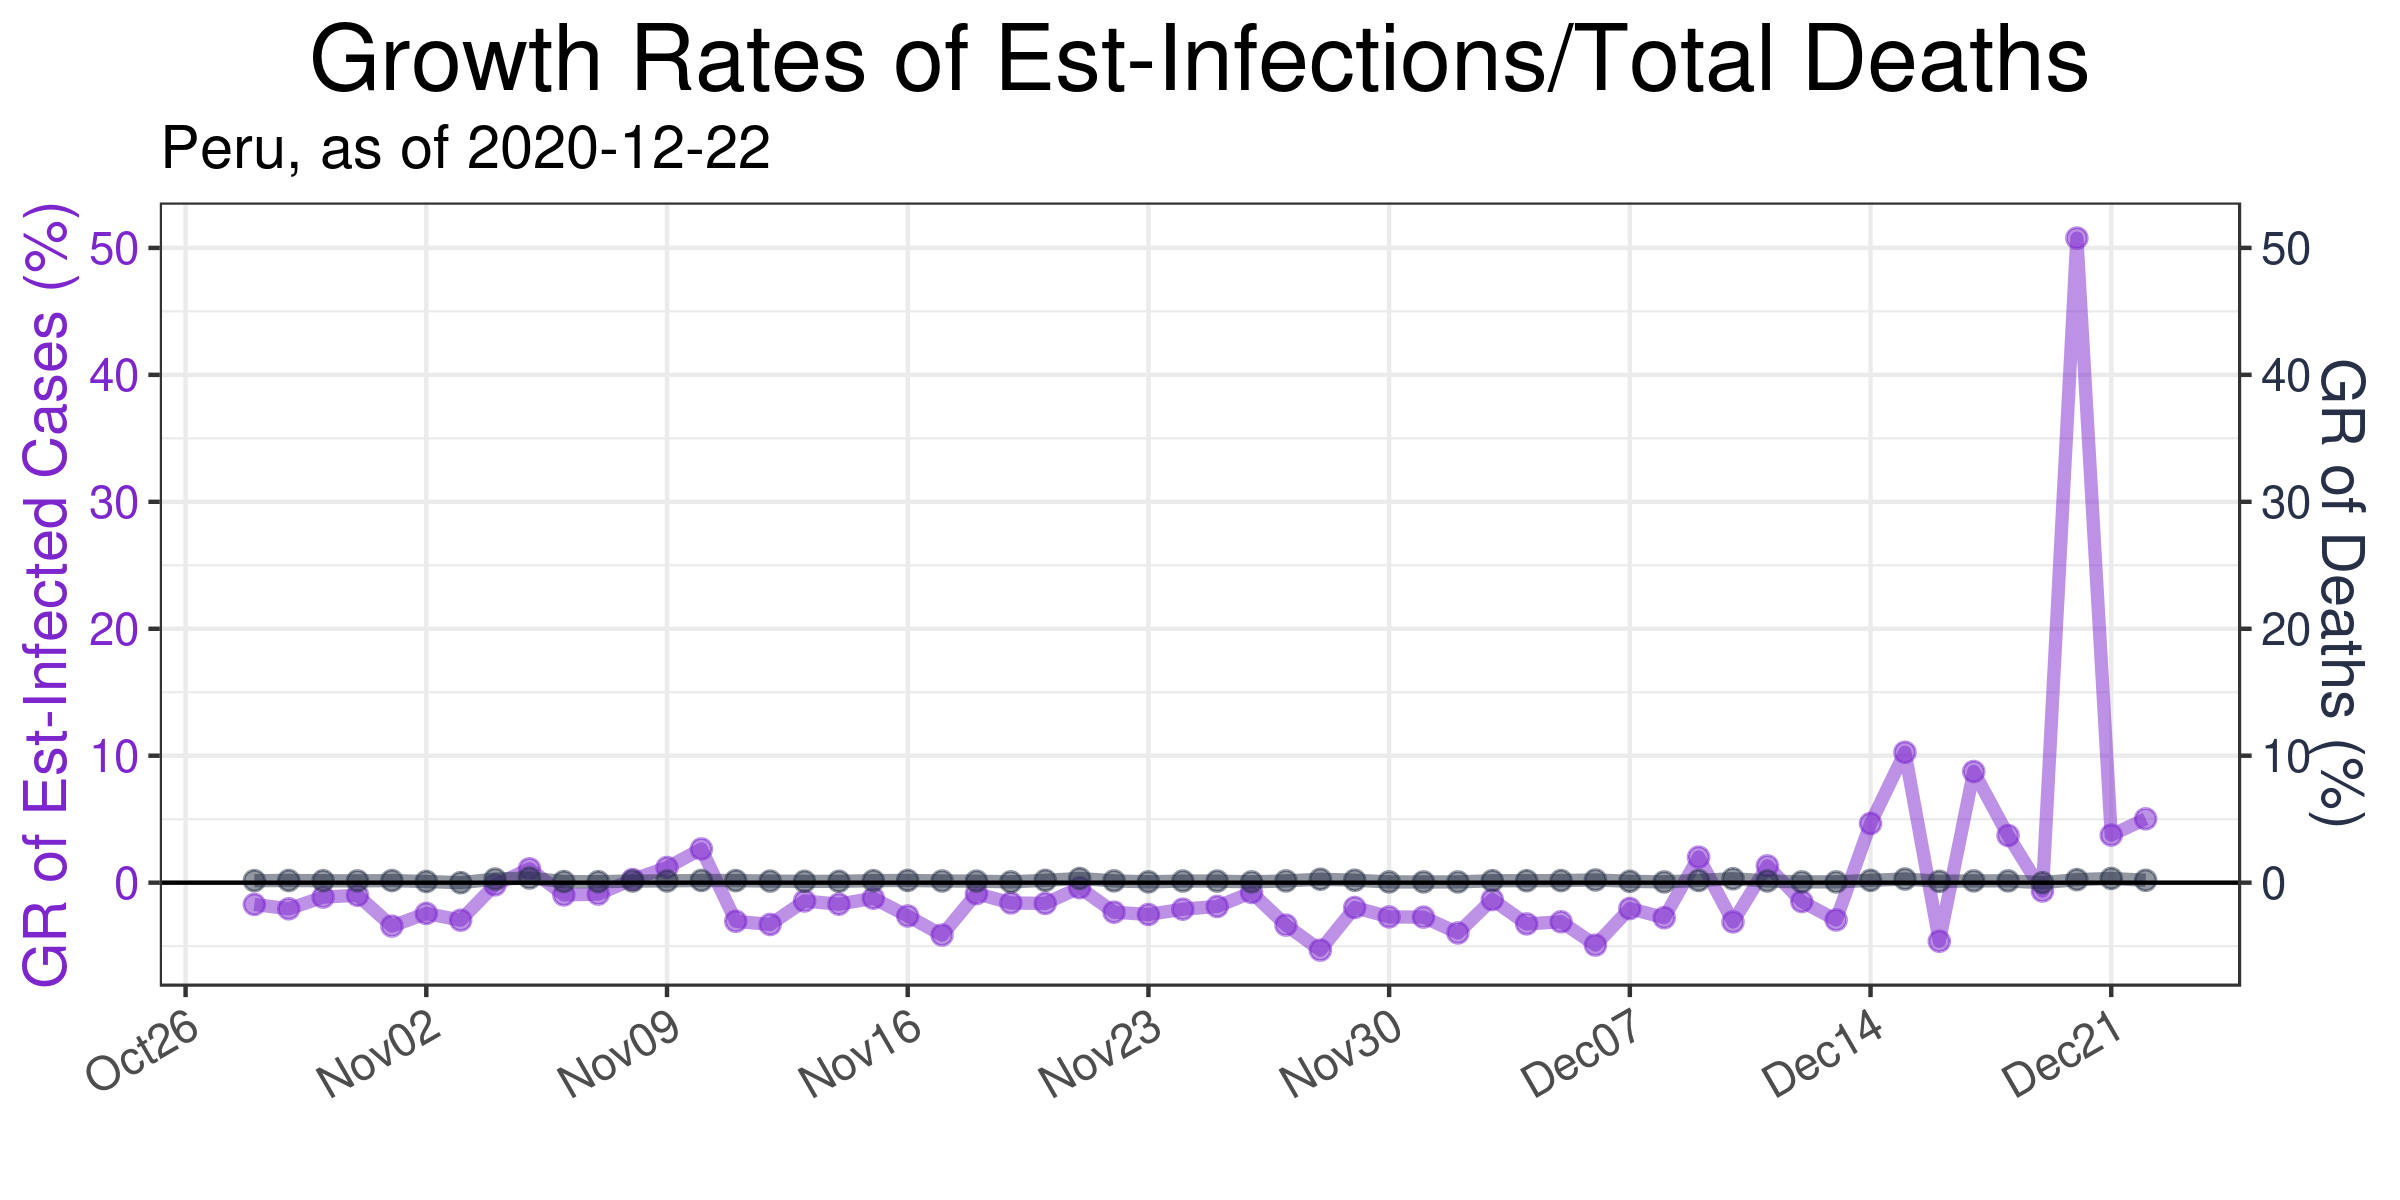 Growth Rates of Est-Infections/Total Deaths
Peru, as of 2020-12-22
GR of Est-Infected Cases (%)
50
40
30
20
10
0
50
40
30
20
10
0
GR of Deaths (%)
Oct26
Nov02
Nov09
Nov16
Nov23
Nov30
Dec07
Dec14
Dec21